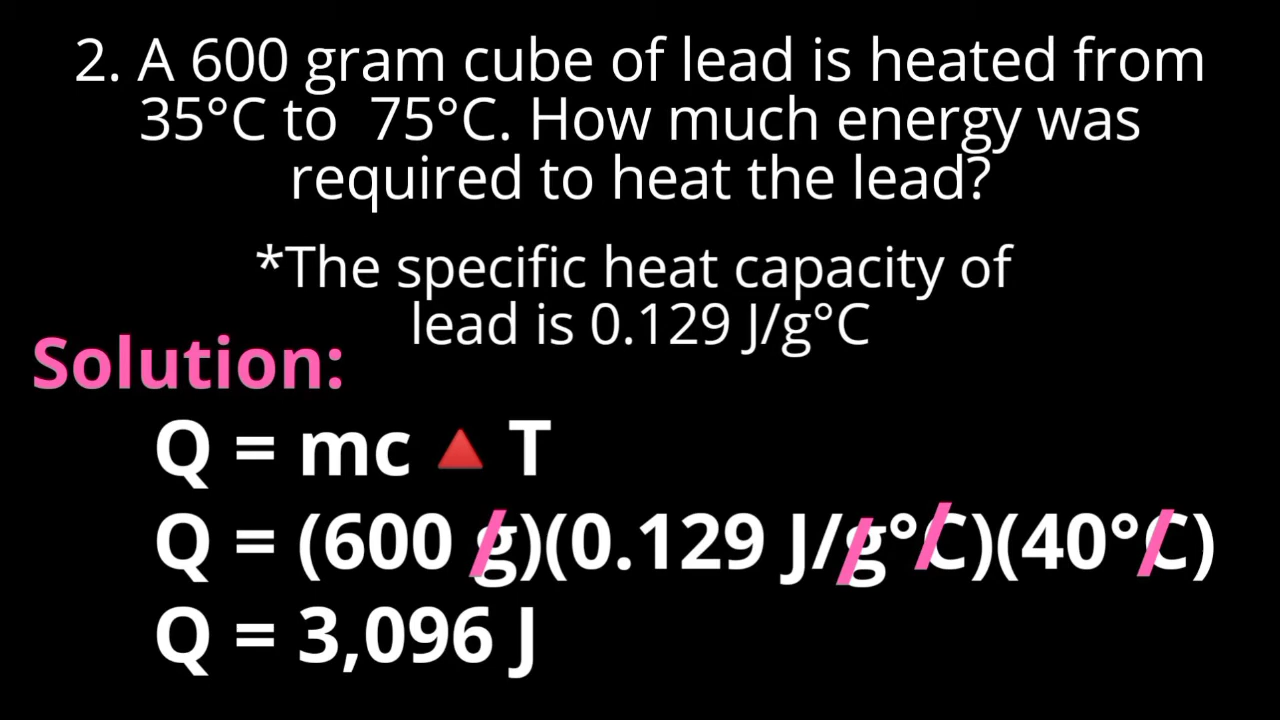 2. A 600 gram cube of lead is heated from
35°C to 75°C. How much energy was
required to heat the lead?
*The specific heat capacity of
lead is 0.129 J/g°C
Solution:
Q = mc🔺T
Q = (600 g)(0.129 J/g°C)(40°C)
Q = 3,096 J